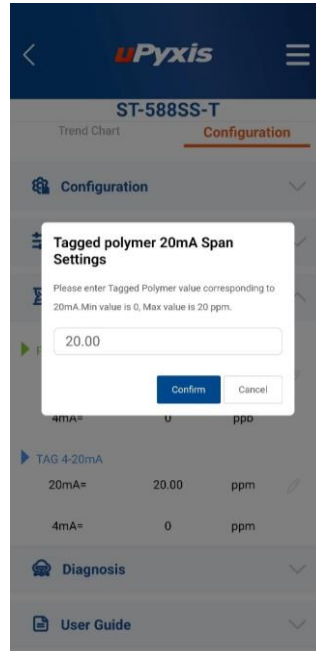 uPyxis
ST-588SS-T
Trend Chart
Configuration
Configuration
Tagged polymer 20mA Span
Settings
Please enter Tagged Polymer value corresponding to
20mA.Min value is 0, Max value is 20 ppm.
20.00
Confirm
Cancel
4mA= 0 ppb
TAG 4-20mA
20mA= 20.00 ppm
4mA= 0 ppm
Diagnosis
User Guide